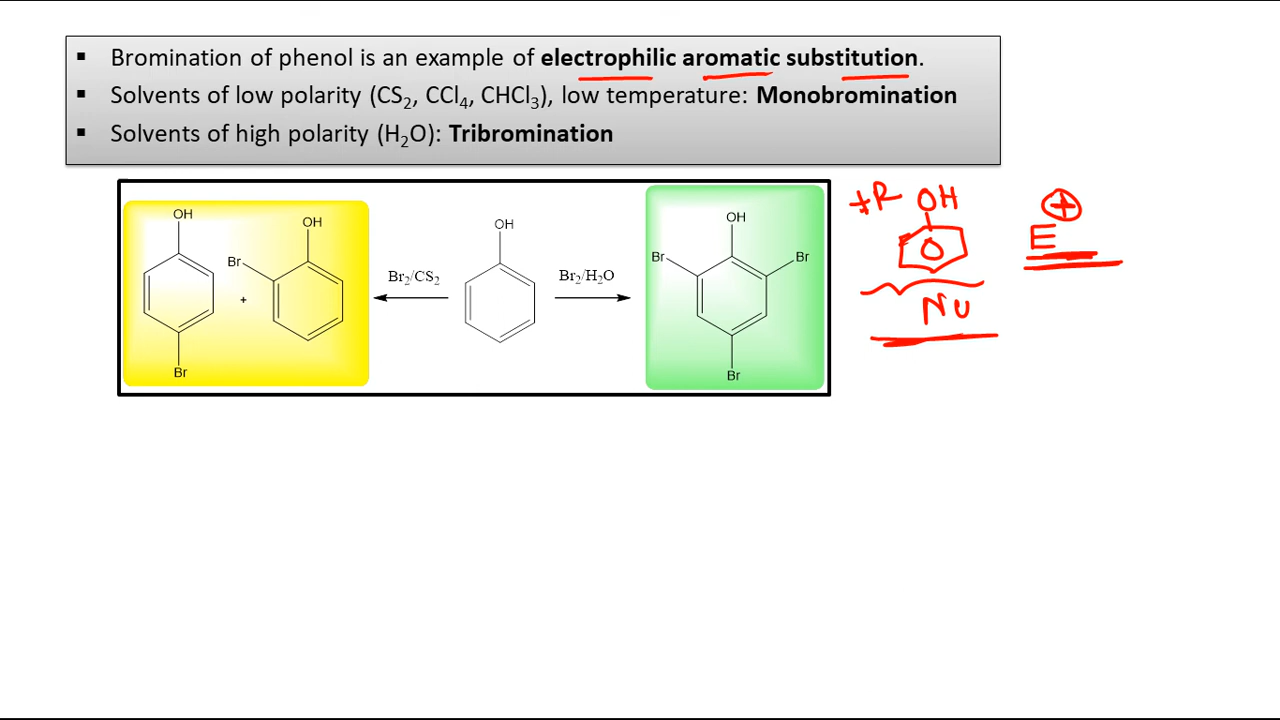 ▪ Bromination of phenol is an example of electrophilic aromatic substitution.
▪ Solvents of low polarity (CS₂, CCl₄, CHCl₃), low temperature: Monobromination
▪ Solvents of high polarity (H₂O): Tribromination
OH
Br
+
OH
Br
Br₂/CS₂
OH
Br₂/H₂O
OH
Br
Br
Br
+R OH
E⊕
Nu